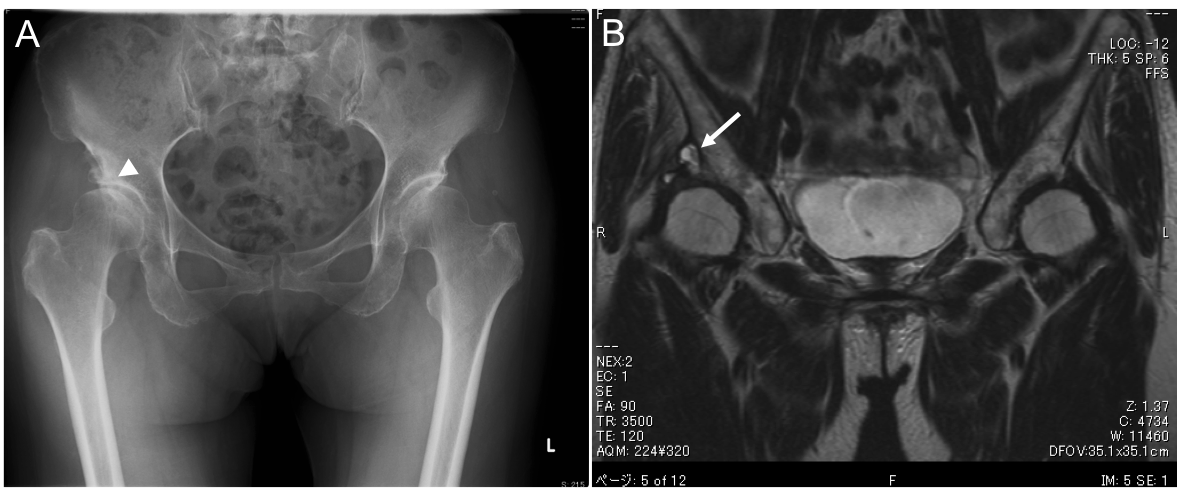 A
L
S 215
B
F
---
LOC: -12
THK: 5 SP: 6
FFS
R
L
---
NEX:2
EC: 1
SE
FA: 90
TR: 3500
TE: 120
AQM: 224¥320
Z: 1.37
C: 4734
W: 11460
DFOV:35.1x35.1cm
ページ: 5 of 12
F
IM: 5 SE: 1